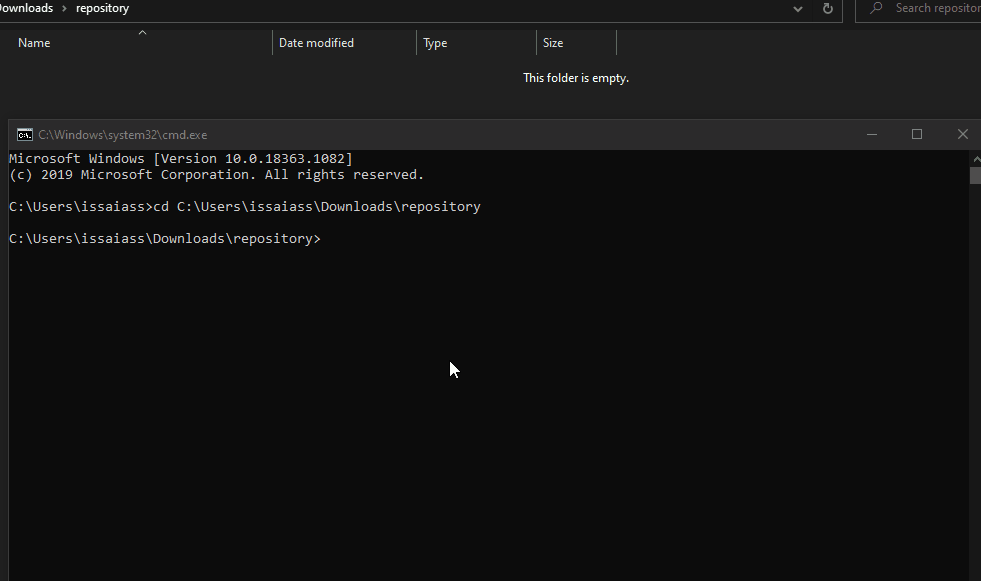 Downloads > repository
Search repositor
Name
Date modified
Type
Size
This folder is empty.
C:\Windows\system32\cmd.exe
Microsoft Windows [Version 10.0.18363.1082]
(c) 2019 Microsoft Corporation. All rights reserved.
C:\Users\issaiass>cd C:\Users\issaiass\Downloads\repository
C:\Users\issaiass\Downloads\repository>